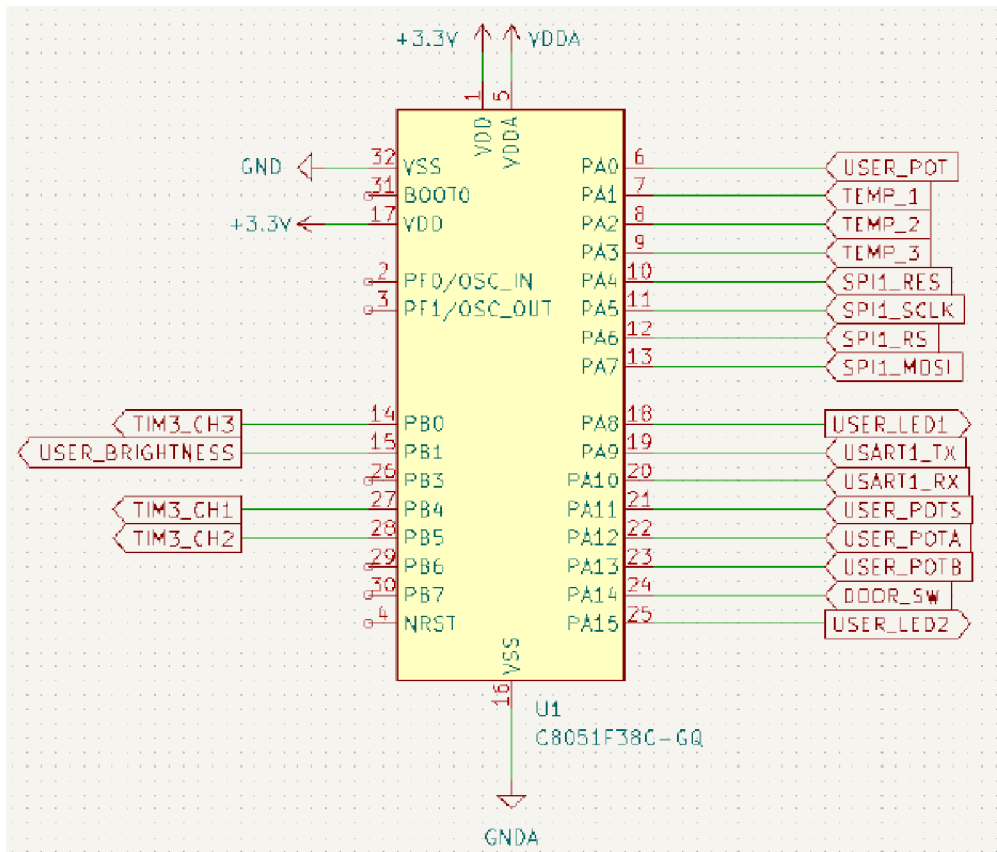 +3.3V VDDA
1 5
VDD VDDA
GND 32 VSS PA0 6 USER_POT
31 BOOT0 PA1 7 TEMP_1
+3.3V 17 VDD PA2 8 TEMP_2
PA3 9 TEMP_3
2 PF0/OSC_IN PA4 10 SPI1_RES
3 PF1/OSC_OUT PA5 11 SPI1_SCLK
PA6 12 SPI1_RS
PA7 13 SPI1_MOSI
TIM3_CH3 14 PB0 PA8 18 USER_LED1
USER_BRIGHTNESS 15 PB1 PA9 19 USART1_TX
26 PB3 PA10 20 USART1_RX
TIM3_CH1 27 PB4 PA11 21 USER_POTS
TIM3_CH2 28 PB5 PA12 22 USER_POTA
29 PB6 PA13 23 USER_POTB
30 PB7 PA14 24 DOOR_SW
4 NRST PA15 25 USER_LED2
VSS
16
U1
C8051F38C-GQ
GNDA